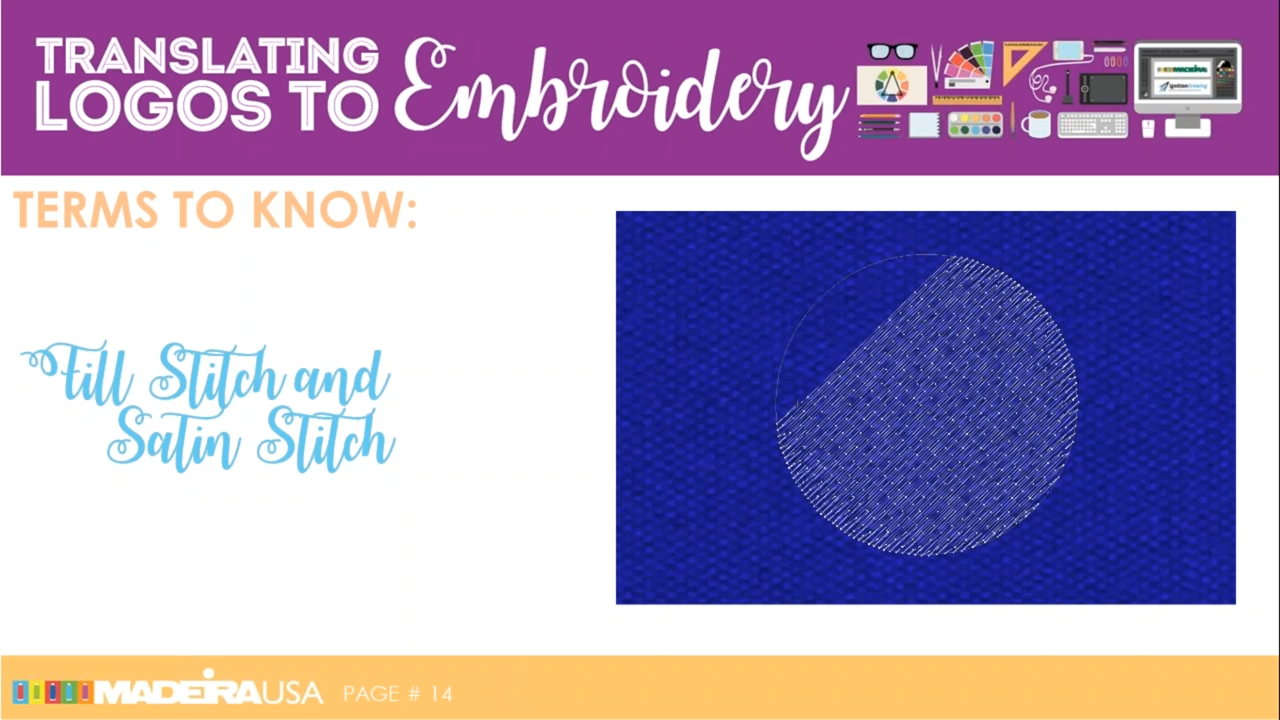 TRANSLATING
LOGOS TO Embroidery
TERMS TO KNOW:
Fill Stitch and
Satin Stitch
MADEIRA USA PAGE # 14